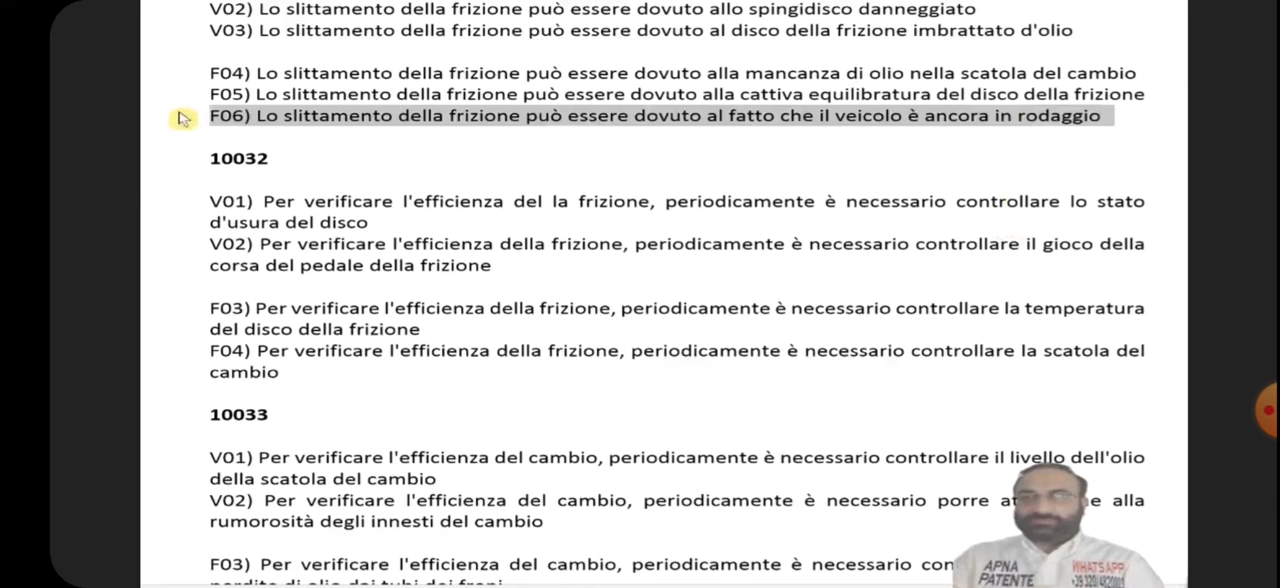 V02) Lo slittamento della frizione può essere dovuto allo spingidisco danneggiato
V03) Lo slittamento della frizione può essere dovuto al disco della frizione imbrattato d'olio
F04) Lo slittamento della frizione può essere dovuto alla mancanza di olio nella scatola del cambio
F05) Lo slittamento della frizione può essere dovuto alla cattiva equilibratura del disco della frizione
F06) Lo slittamento della frizione può essere dovuto al fatto che il veicolo è ancora in rodaggio
10032
V01) Per verificare l'efficienza del la frizione, periodicamente è necessario controllare lo stato
d'usura del disco
V02) Per verificare l'efficienza della frizione, periodicamente è necessario controllare il gioco della
corsa del pedale della frizione
F03) Per verificare l'efficienza della frizione, periodicamente è necessario controllare la temperatura
del disco della frizione
F04) Per verificare l'efficienza della frizione, periodicamente è necessario controllare la scatola del
cambio
10033
V01) Per verificare l'efficienza del cambio, periodicamente è necessario controllare il livello dell'olio
della scatola del cambio
V02) Per verificare l'efficienza del cambio, periodicamente è necessario porre alla
rumorosità degli innesti del cambio
F03) Per verificare l'efficienza del cambio, periodicamente è necessario
perdite di olio dai tubi dei freni
APNA
PATENTE
WHATSAPP